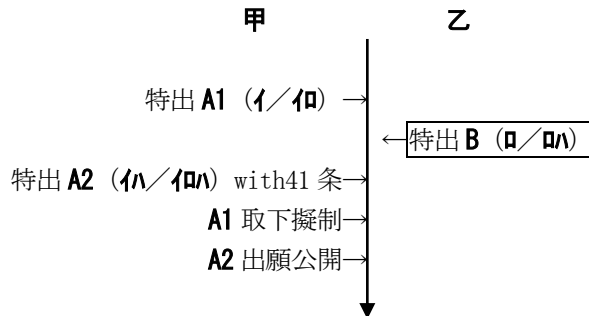 甲 乙
特出 A1（ｲ／ｲﾛ）→
←特出 B（ﾛ／ﾛﾊ）
特出 A2（ｲﾊ／ｲﾛﾊ）with41 条→
A1 取下擬制→
A2 出願公開→